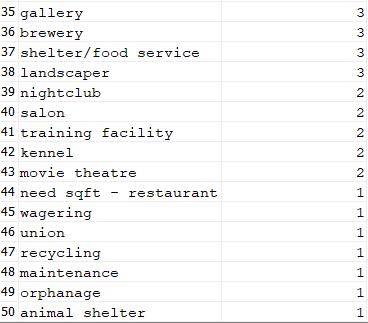 35 gallery 3
36 brewery 3
37 shelter/food service 3
38 landscaper 3
39 nightclub 2
40 salon 2
41 training facility 2
42 kennel 2
43 movie theatre 2
44 need sqft - restaurant 1
45 wagering 1
46 union 1
47 recycling 1
48 maintenance 1
49 orphanage 1
50 animal shelter 1